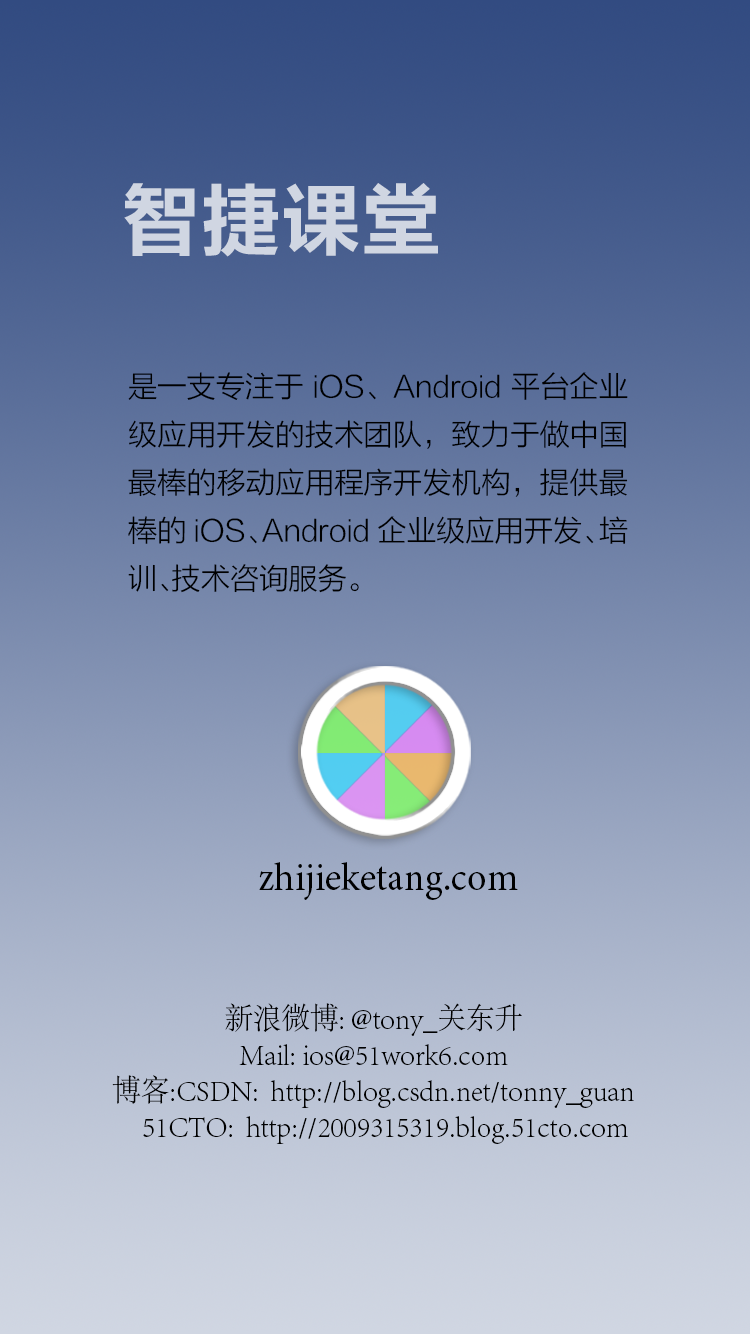 智捷课堂
是一支专注于 iOS、Android 平台企业
级应用开发的技术团队，致力于做中国
最棒的移动应用程序开发机构，提供最
棒的 iOS、Android 企业级应用开发、培
训、技术咨询服务。
zhijieketang.com
新浪微博: @tony_关东升
Mail: ios@51work6.com
博客:CSDN: http://blog.csdn.net/tonny_guan
51CTO: http://2009315319.blog.51cto.com